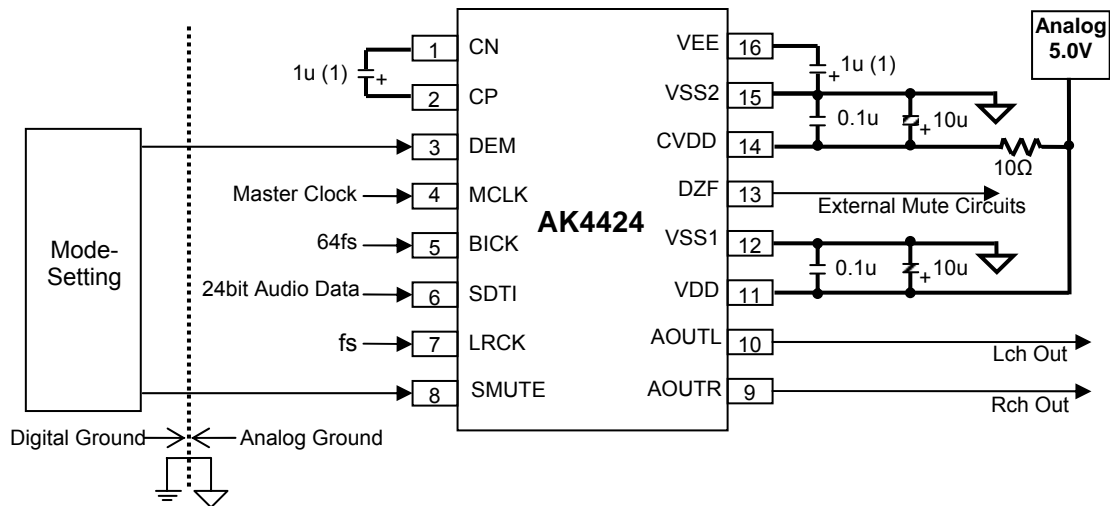 Analog
5.0V
1 CN
1u (1) +
2 CP
3 DEM
Master Clock 4 MCLK
64fs 5 BICK
24bit Audio Data 6 SDTI
fs 7 LRCK
8 SMUTE
Mode-
Setting
AK4424
VEE 16
1u (1) +
VSS2 15
0.1u + 10u
CVDD 14
10Ω
DZF 13
External Mute Circuits
VSS1 12
0.1u + 10u
VDD 11
AOUTL 10
Lch Out
AOUTR 9
Rch Out
Digital Ground Analog Ground